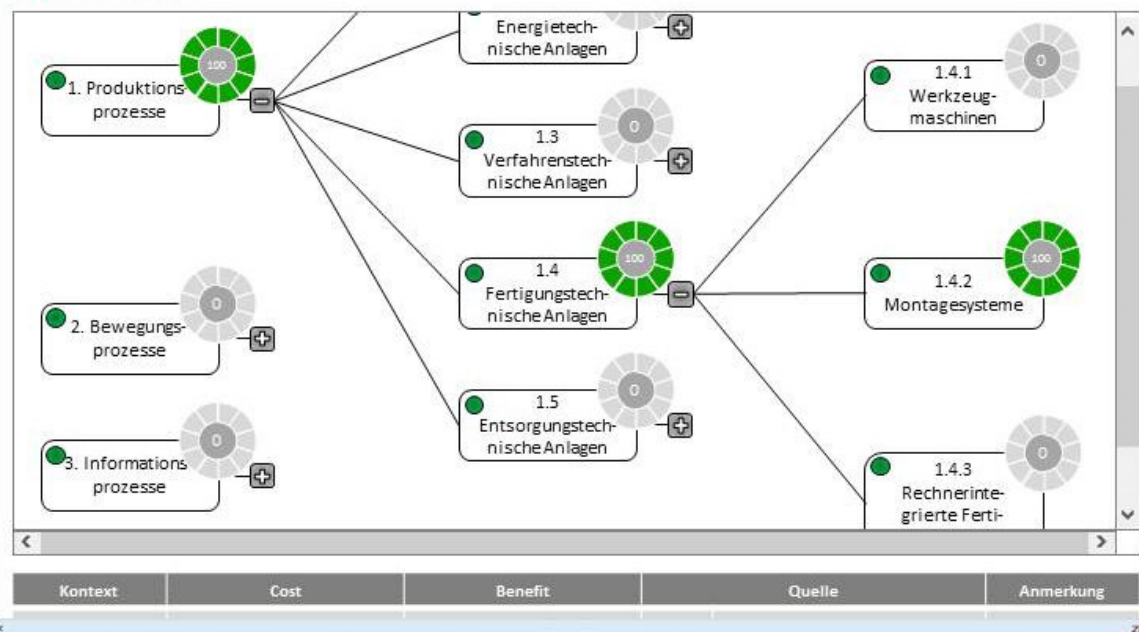 Energietech-
nische Anlagen
100
1. Produktions
prozesse
0
1.4.1
Werkzeug-
maschinen
0
1.3
Verfahrenstech-
nische Anlagen
100
1.4
Fertigungstech-
nische Anlagen
100
1.4.2
Montagesysteme
0
2. Bewegungs-
prozesse
0
1.5
Entsorgungstech-
nische Anlagen
0
3. Informations
prozesse
0
1.4.3
Rechnerinte-
grierte Ferti-
Kontext Cost Benefit Quelle Anmerkung